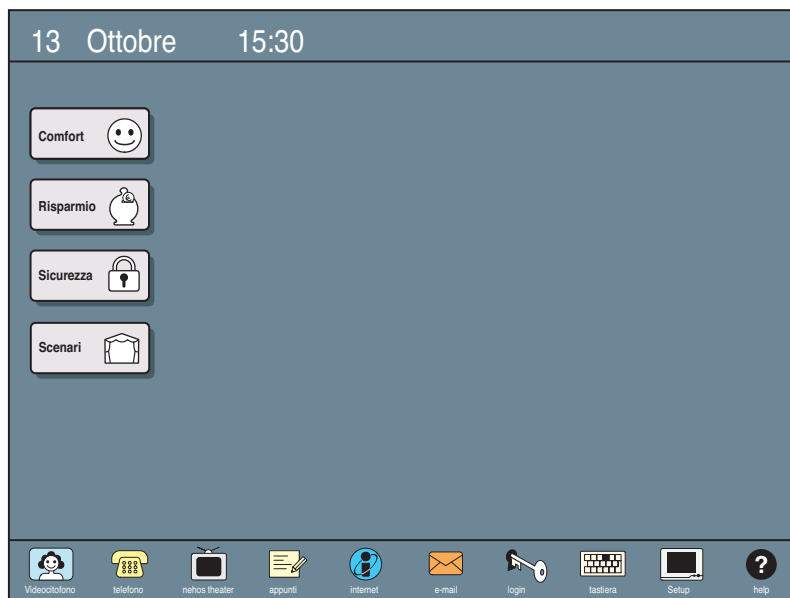 13 Ottobre 15:30
Comfort
Risparmio
Sicurezza
Scenari
Videocitofono telefono nehos theater appunti internet e-mail login tastiera Setup help